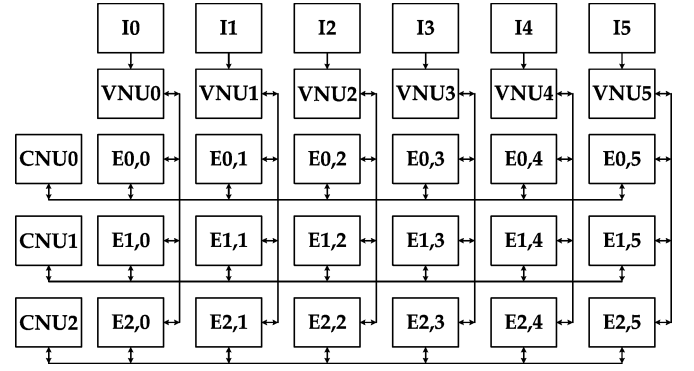 I0 I1 I2 I3 I4 I5
VNU0 VNU1 VNU2 VNU3 VNU4 VNU5
CNU0 E0,0 E0,1 E0,2 E0,3 E0,4 E0,5
CNU1 E1,0 E1,1 E1,2 E1,3 E1,4 E1,5
CNU2 E2,0 E2,1 E2,2 E2,3 E2,4 E2,5